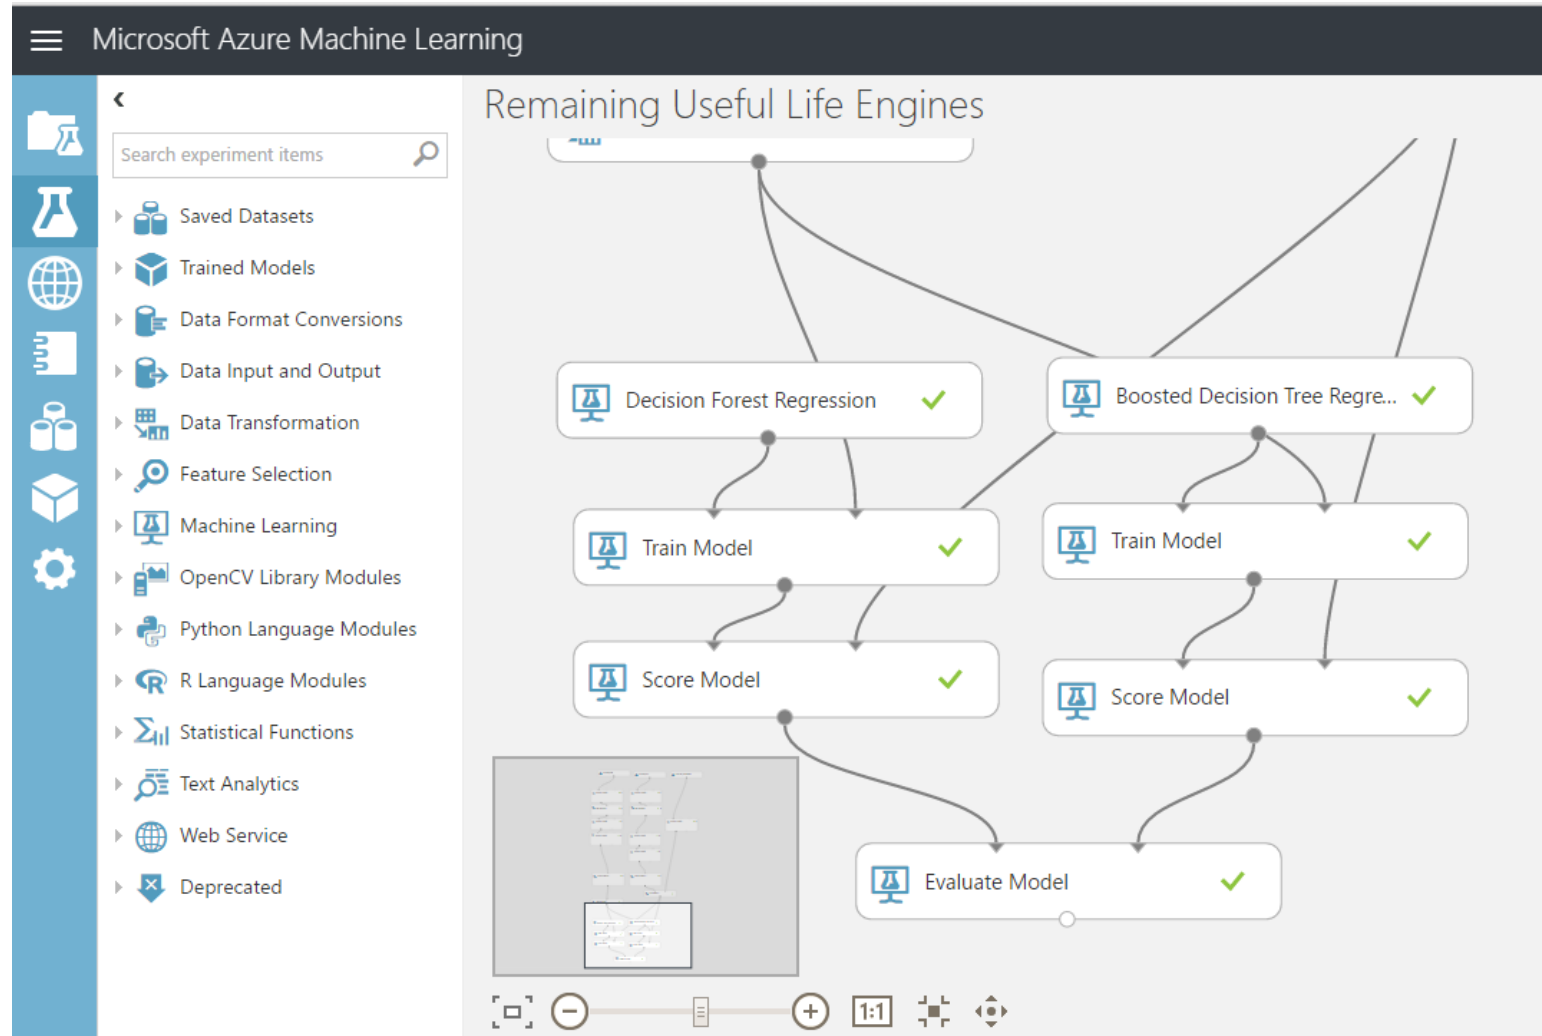 Microsoft Azure Machine Learning
Remaining Useful Life Engines
Search experiment items
Saved Datasets
Trained Models
Data Format Conversions
Data Input and Output
Data Transformation
Feature Selection
Machine Learning
OpenCV Library Modules
Python Language Modules
R Language Modules
Statistical Functions
Text Analytics
Web Service
Deprecated
Decision Forest Regression
Boosted Decision Tree Regre...
Train Model
Train Model
Score Model
Score Model
Evaluate Model
1:1